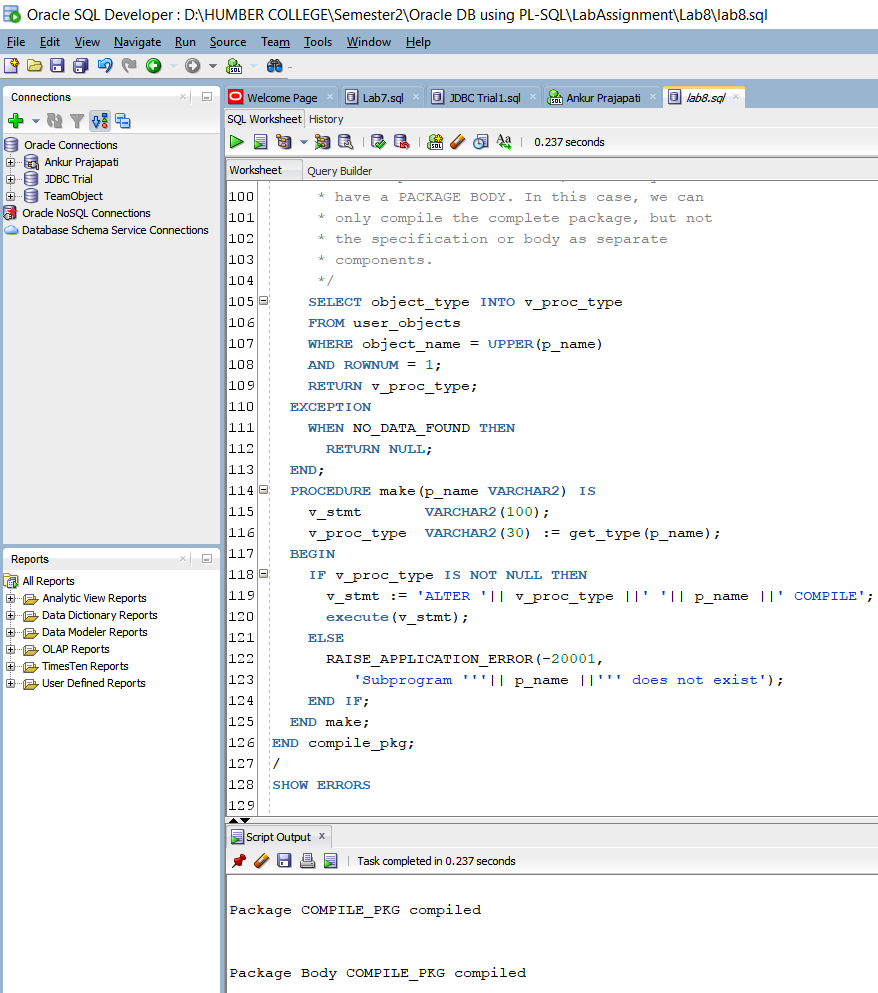 Oracle SQL Developer : D:\HUMBER COLLEGE\Semester2\Oracle DB using PL-SQL\LabAssignment\Lab8\lab8.sql
File Edit View Navigate Run Source Team Tools Window Help
Connections
Oracle Connections
Ankur Prajapati
JDBC Trial
TeamObject
Oracle NoSQL Connections
Database Schema Service Connections
Reports
All Reports
Analytic View Reports
Data Dictionary Reports
Data Modeler Reports
OLAP Reports
TimesTen Reports
User Defined Reports
Welcome Page Lab7.sql JDBC Trial1.sql Ankur Prajapati lab8.sql
SQL Worksheet History
0.237 seconds
Worksheet Query Builder
100 * have a PACKAGE BODY. In this case, we can
101 * only compile the complete package, but not
102 * the specification or body as separate
103 * components.
104 */
105 SELECT object_type INTO v_proc_type
106 FROM user_objects
107 WHERE object_name = UPPER(p_name)
108 AND ROWNUM = 1;
109 RETURN v_proc_type;
110 EXCEPTION
111 WHEN NO_DATA_FOUND THEN
112 RETURN NULL;
113 END;
114 PROCEDURE make(p_name VARCHAR2) IS
115 v_stmt VARCHAR2(100);
116 v_proc_type VARCHAR2(30) := get_type(p_name);
117 BEGIN
118 IF v_proc_type IS NOT NULL THEN
119 v_stmt := 'ALTER '|| v_proc_type ||' '|| p_name ||' COMPILE';
120 execute(v_stmt);
121 ELSE
122 RAISE_APPLICATION_ERROR(-20001,
123 'Subprogram '''|| p_name ||''' does not exist');
124 END IF;
125 END make;
126 END compile_pkg;
127 /
128 SHOW ERRORS
129
Script Output
Task completed in 0.237 seconds
Package COMPILE_PKG compiled
Package Body COMPILE_PKG compiled